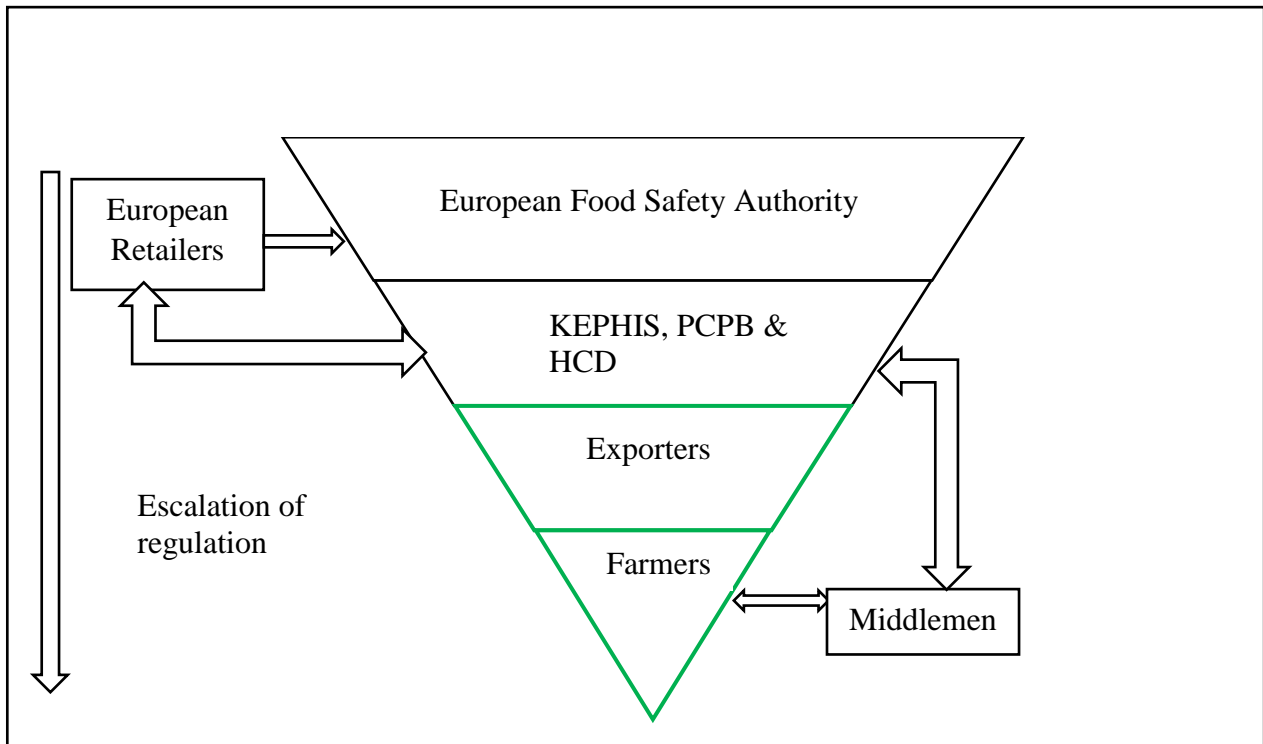 European Food Safety Authority
European
Retailers
KEPHIS, PCPB &
HCD
Exporters
Escalation of
regulation
Farmers
Middlemen